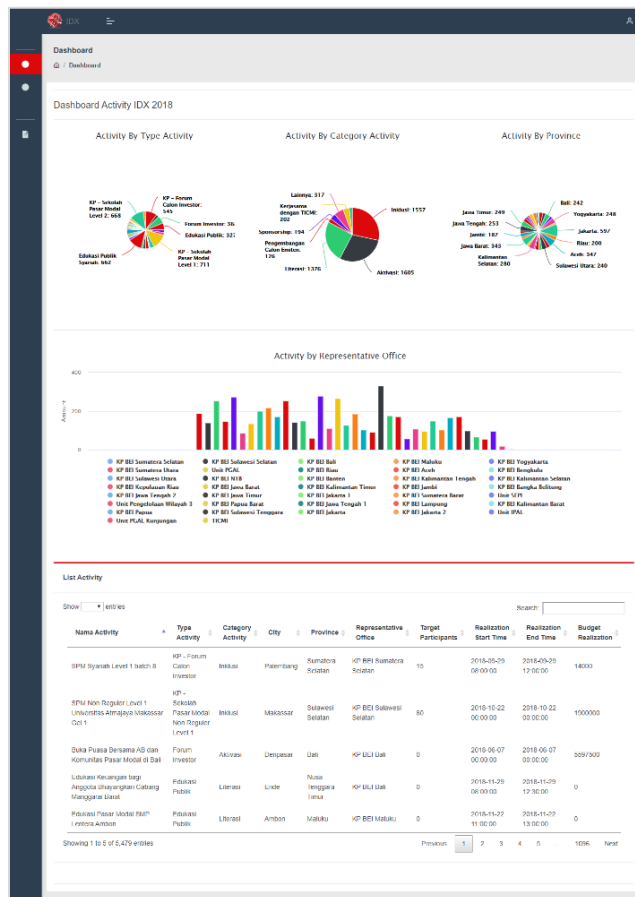 IDX
Dashboard
/ Dashboard
Dashboard Activity IDX 2018
Activity By Type Activity
Activity By Category Activity
Activity By Province
KP - Sekolah
Pasar Modal
Level 2: 668
KP - Forum
Calon Investor:
545
Forum Investor: 36
Edukasi Publik: 327
KP - Sekolah
Pasar Modal
Level 1: 711
Edukasi Publik
Syariah: 662
Lainnya: 317
Kerjasama
dengan TICMI:
202
Sponsorship: 194
Pengembangan
Calon Emiten:
126
Literasi: 1376
Inklusi: 1557
Aktivasi: 1605
Jawa Timur: 249
Jawa Tengah: 253
Jambi: 187
Jawa Barat: 343
Kalimantan
Selatan: 280
Bali: 242
Yogyakarta: 248
Jakarta: 597
Riau: 200
Aceh: 347
Sulawesi Utara: 240
Activity by Representative Office
Amount
400
200
0
KP BEI Sumatera Selatan
KP BEI Sulawesi Selatan
KP BEI Bali
KP BEI Maluku
KP BEI Yogyakarta
KP BEI Sumatera Utara
Unit PGAL
KP BEI Riau
KP BEI Aceh
KP BEI Bengkulu
KP BEI Sulawesi Utara
KP BEI NTB
KP BEI Banten
KP BEI Kalimantan Tengah
KP BEI Kalimantan Selatan
KP BEI Kepulauan Riau
KP BEI Jawa Barat
KP BEI Kalimantan Timur
KP BEI Jambi
KP BEI Bangka Belitung
KP BEI Jawa Tengah 2
KP BEI Jawa Timur
KP BEI Jakarta 1
KP BEI Sumatera Barat
Unit SEPI
Unit Pengelolaan Wilayah 3
KP BEI Papua Barat
KP BEI Jawa Tengah 1
KP BEI Lampung
KP BEI Kalimantan Barat
KP BEI Papua
KP BEI Sulawesi Tenggara
KP BEI Jakarta
KP BEI Jakarta 2
Unit IPAL
Unit PGAL Kunjungan
TICMI
List Activity
Show entries
Search:
Nama Activity
Type
Activity
Category
Activity
City
Province
Representative
Office
Target
Participants
Realization
Start Time
Realization
End Time
Budget
Realization
SPM Syariah Level 1 batch 8
KP - Forum
Calon
Investor
Inklusi
Palembang
Sumatera
Selatan
KP BEI Sumatera
Selatan
15
2018-09-29
08:00:00
2018-09-29
12:00:00
14000
SPM Non Reguler Level 1
Universitas Atmajaya Makassar
Gel 1
KP -
Sekolah
Pasar Modal
Non Reguler
Level 1
Inklusi
Makassar
Sulawesi
Selatan
KP BEI Sulawesi
Selatan
80
2018-10-22
00:00:00
2018-10-22
00:00:00
1900000
Buka Puasa Bersama AB dan
Komunitas Pasar Modal di Bali
Forum
Investor
Aktivasi
Denpasar
Bali
KP BEI Bali
0
2018-06-07
00:00:00
2018-06-07
00:00:00
5597500
Edukasi Keuangan bagi
Anggota Bhayangkari Cabang
Manggarai Barat
Edukasi
Publik
Literasi
Ende
Nusa
Tenggara
Timur
KP BEI Bali
0
2018-11-29
08:00:00
2018-11-29
12:30:00
0
Edukasi Pasar Modal SMP
Lentera Ambon
Edukasi
Publik
Literasi
Ambon
Maluku
KP BEI Maluku
0
2018-11-22
11:00:00
2018-11-22
13:00:00
0
Showing 1 to 5 of 5,479 entries
Previous 1 2 3 4 5 ... 1096 Next